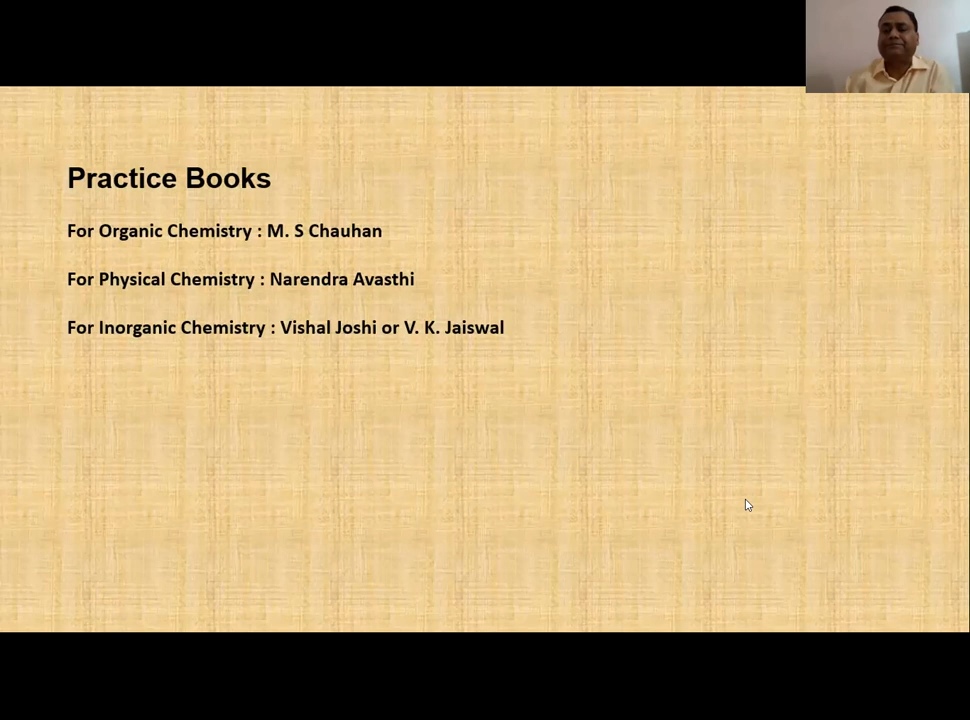 Practice Books
For Organic Chemistry : M. S Chauhan
For Physical Chemistry : Narendra Avasthi
For Inorganic Chemistry : Vishal Joshi or V. K. Jaiswal